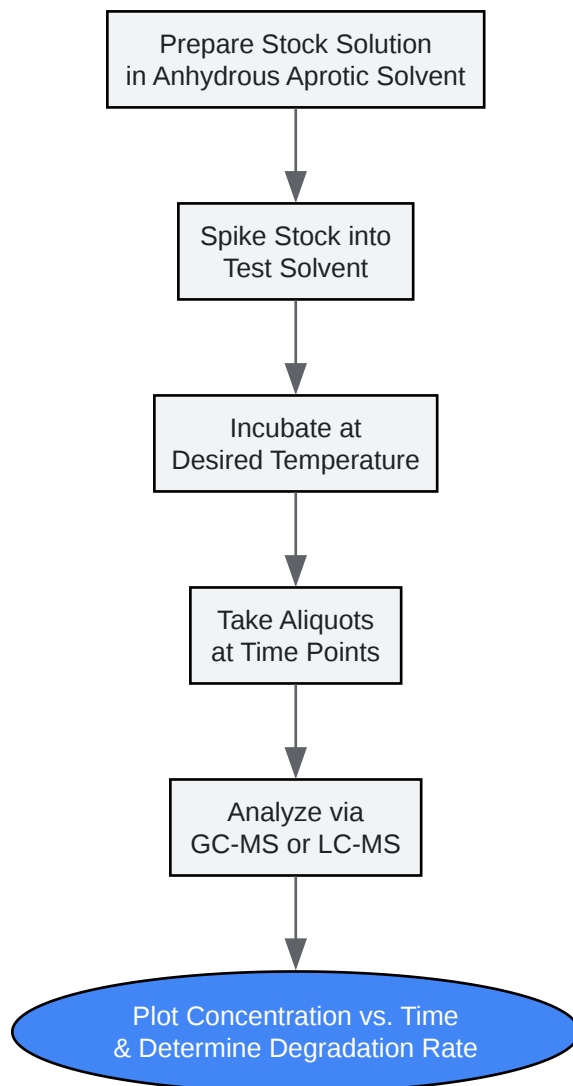 Prepare Stock Solution
in Anhydrous Aprotic Solvent
Spike Stock into
Test Solvent
Incubate at
Desired Temperature
Take Aliquots
at Time Points
Analyze via
GC-MS or LC-MS
Plot Concentration vs. Time
& Determine Degradation Rate